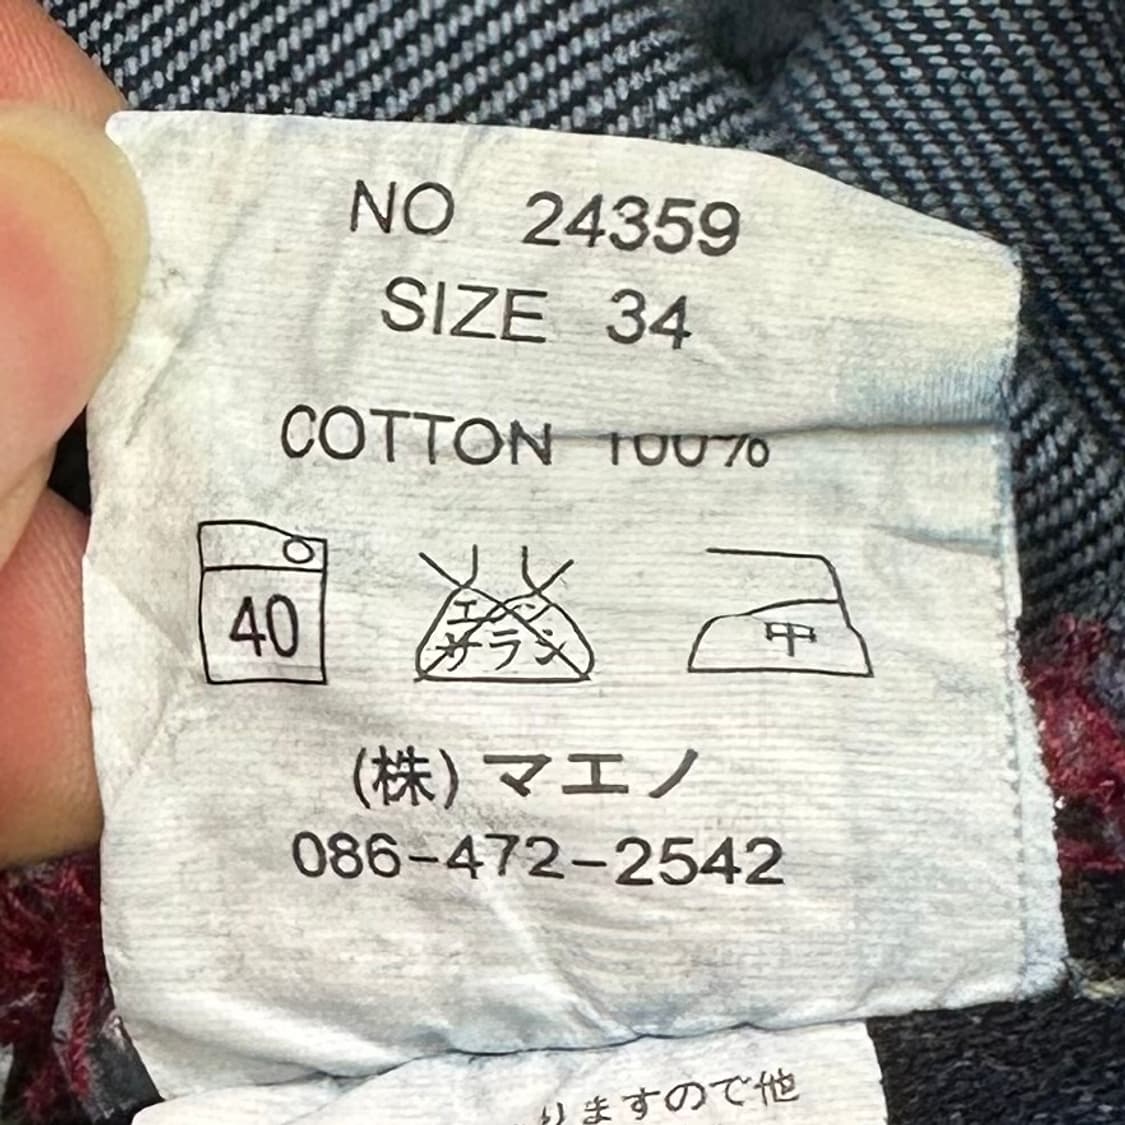 NO 24359
SIZE 34
COTTON 100%
40
エンソ
サラシ
中
(株)マエノ
086-472-2542
りますので他